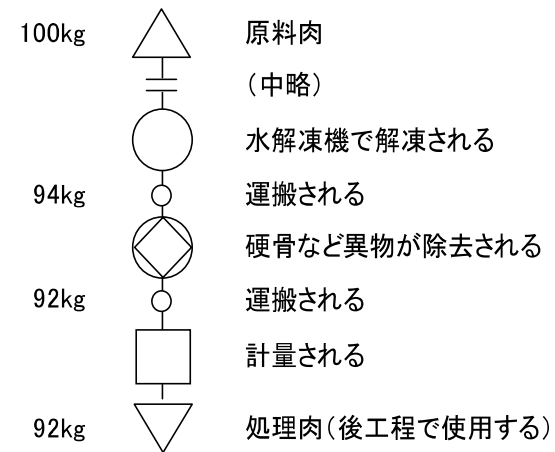 100kg 原料肉
（中略）
水解凍機で解凍される
94kg 運搬される
硬骨など異物が除去される
92kg 運搬される
計量される
92kg 処理肉（後工程で使用する）